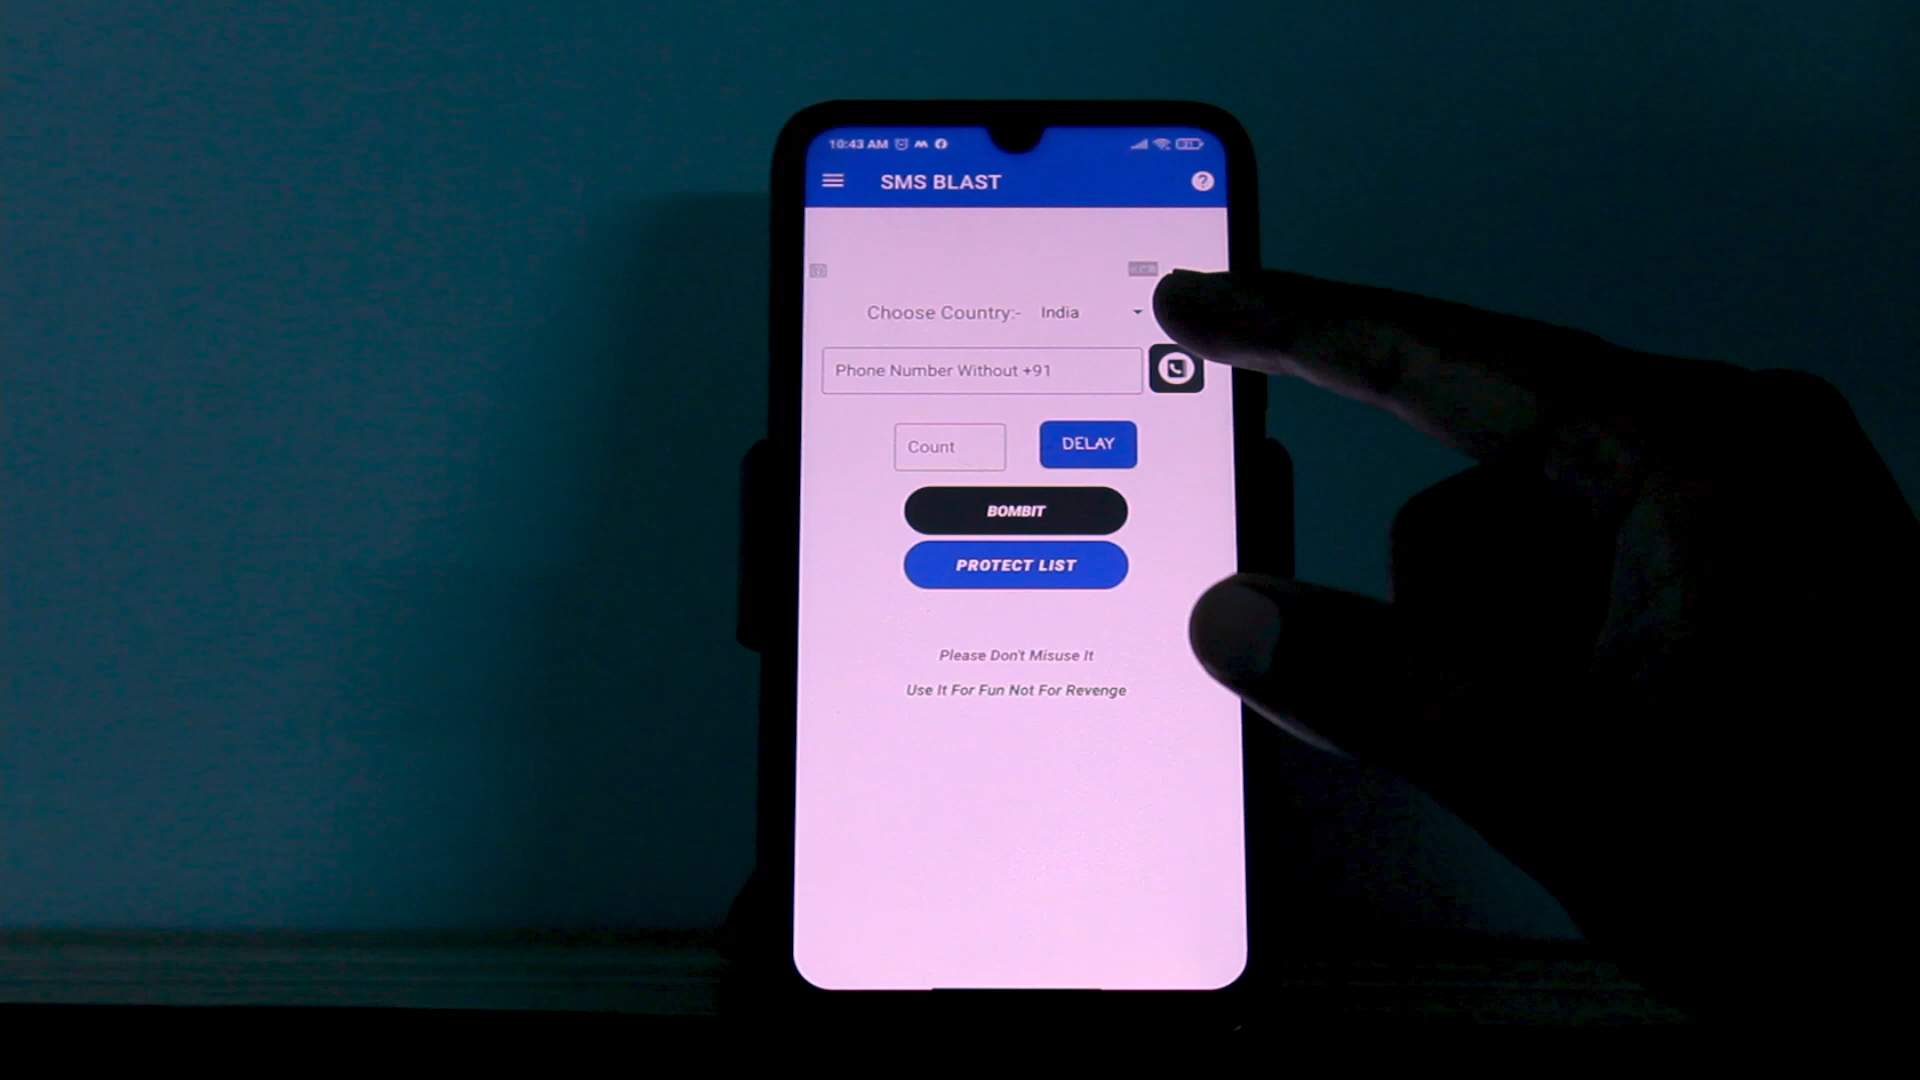 10:43 AM
SMS BLAST
Choose Country:- India
Phone Number Without +91
Count
DELAY
BOMBIT
PROTECT LIST
Please Don't Misuse It
Use It For Fun Not For Revenge